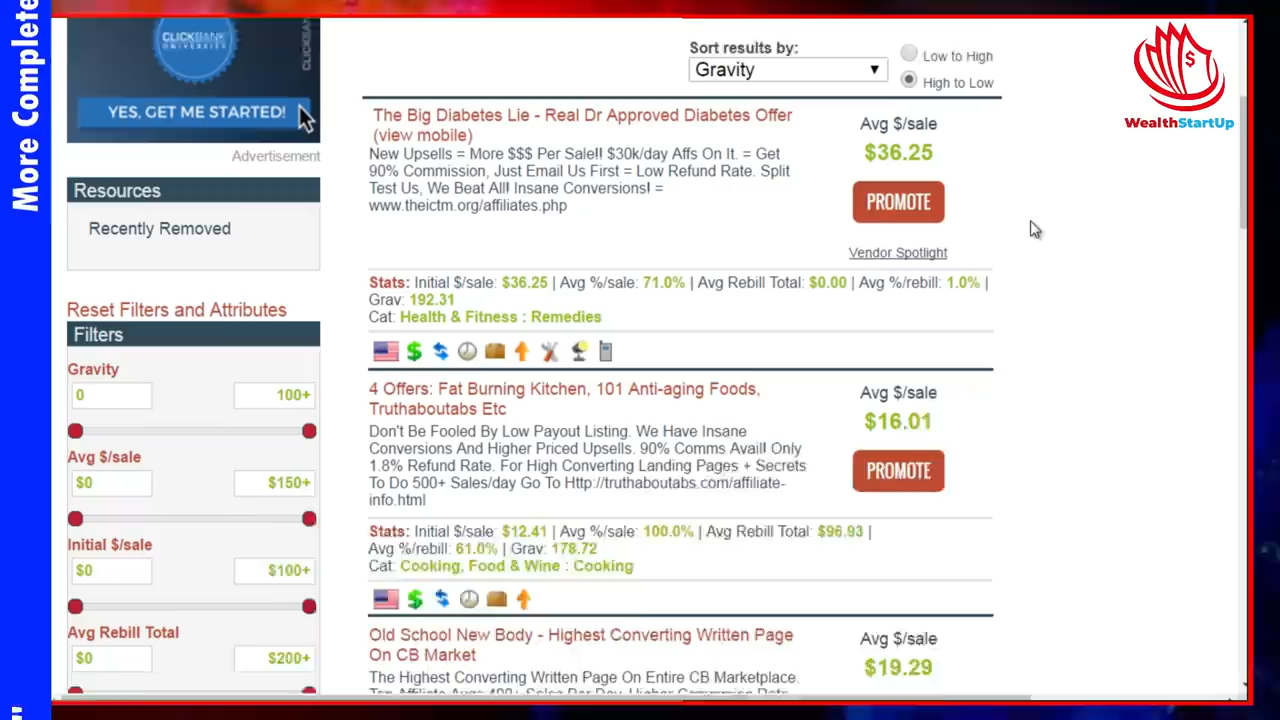 More Complete
CLICKBANK
UNIVERSITY
CLICKBANK
YES, GET ME STARTED!
Advertisement
Resources
Recently Removed
Reset Filters and Attributes
Filters
Gravity
0 100+
Avg $/sale
$0 $150+
Initial $/sale
$0 $100+
Avg Rebill Total
$0 $200+
Sort results by:
Gravity
Low to High
High to Low
The Big Diabetes Lie - Real Dr Approved Diabetes Offer
(view mobile)
New Upsells = More $$$ Per Sale!! $30k/day Affs On It. = Get
90% Commission, Just Email Us First = Low Refund Rate. Split
Test Us, We Beat All! Insane Conversions! =
www.theictm.org/affiliates.php
Avg $/sale
$36.25
PROMOTE
Vendor Spotlight
Stats: Initial $/sale: $36.25 | Avg %/sale: 71.0% | Avg Rebill Total: $0.00 | Avg %/rebill: 1.0% |
Grav: 192.31
Cat: Health & Fitness : Remedies
4 Offers: Fat Burning Kitchen, 101 Anti-aging Foods,
Truthaboutabs Etc
Don't Be Fooled By Low Payout Listing. We Have Insane
Conversions And Higher Priced Upsells. 90% Comms Avail! Only
1.8% Refund Rate. For High Converting Landing Pages + Secrets
To Do 500+ Sales/day Go To Http://truthaboutabs.com/affiliate-
info.html
Avg $/sale
$16.01
PROMOTE
Stats: Initial $/sale: $12.41 | Avg %/sale: 100.0% | Avg Rebill Total: $96.93 |
Avg %/rebill: 61.0% | Grav: 178.72
Cat: Cooking, Food & Wine : Cooking
Old School New Body - Highest Converting Written Page
On CB Market
The Highest Converting Written Page On Entire CB Marketplace.
Avg $/sale
$19.29
WealthStartUp